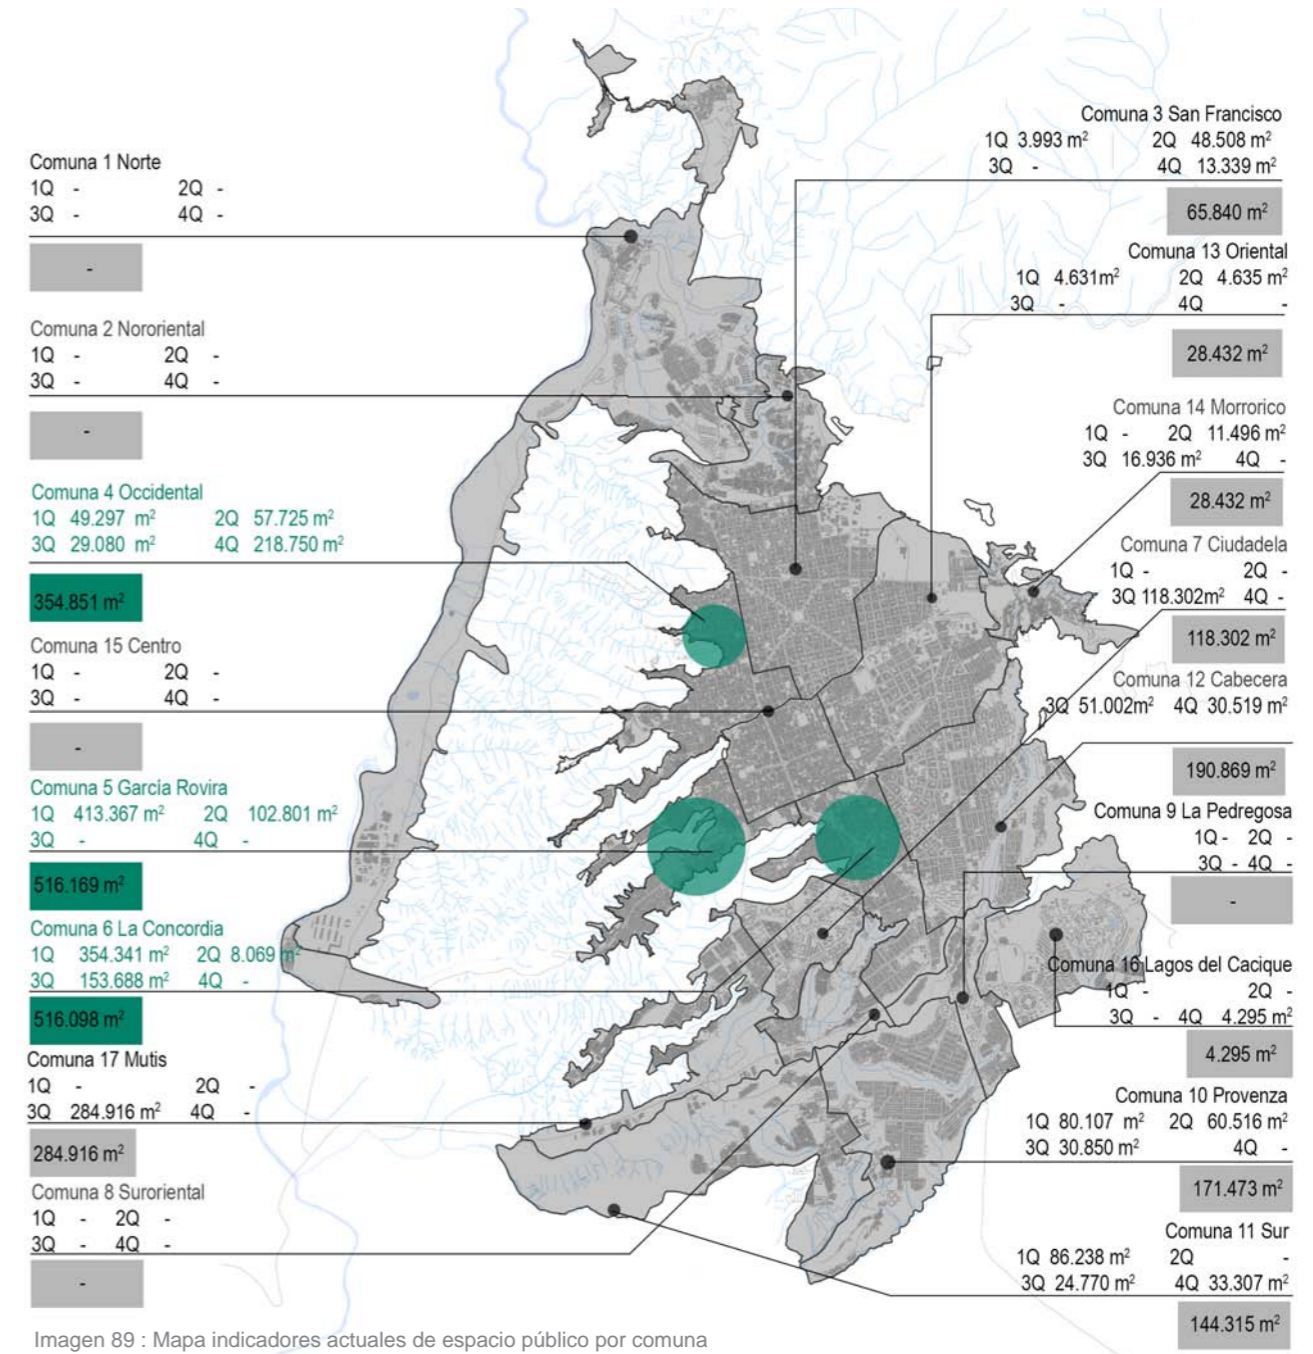 Comuna 1 Norte
1Q - 2Q -
3Q - 4Q -
-
Comuna 2 Nororiental
1Q - 2Q -
3Q - 4Q -
-
Comuna 4 Occidental
1Q 49.297 m² 2Q 57.725 m²
3Q 29.080 m² 4Q 218.750 m²
354.851 m²
Comuna 15 Centro
1Q - 2Q -
3Q - 4Q -
-
Comuna 5 García Rovira
1Q 413.367 m² 2Q 102.801 m²
3Q - 4Q -
516.169 m²
Comuna 6 La Concordia
1Q 354.341 m² 2Q 8.069 m²
3Q 153.688 m² 4Q -
516.098 m²
Comuna 17 Mutis
1Q - 2Q -
3Q 284.916 m² 4Q -
284.916 m²
Comuna 8 Suroriental
1Q - 2Q -
3Q - 4Q -
-
Comuna 3 San Francisco
1Q 3.993 m² 2Q 48.508 m²
3Q - 4Q 13.339 m²
65.840 m²
Comuna 13 Oriental
1Q 4.631m² 2Q 4.635 m²
3Q - 4Q -
28.432 m²
Comuna 14 Morrorico
1Q - 2Q 11.496 m²
3Q 16.936 m² 4Q -
28.432 m²
Comuna 7 Ciudadela
1Q - 2Q -
3Q 118.302m² 4Q -
118.302 m²
Comuna 12 Cabecera
3Q 51.002m² 4Q 30.519 m²
190.869 m²
Comuna 9 La Pedregosa
1Q - 2Q -
3Q - 4Q -
-
Comuna 16 Lagos del Cacique
1Q - 2Q -
3Q - 4Q 4.295 m²
4.295 m²
Comuna 10 Provenza
1Q 80.107 m² 2Q 60.516 m²
3Q 30.850 m² 4Q -
171.473 m²
Comuna 11 Sur
1Q 86.238 m² 2Q -
3Q 24.770 m² 4Q 33.307 m²
144.315 m²
Imagen 89 : Mapa indicadores actuales de espacio público por comuna